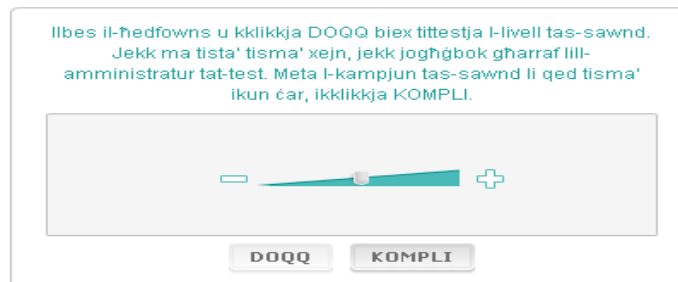 Ilbes il-ħedfowns u kklikkja DOQQ biex tittestja l-livell tas-sawnd.
Jekk ma tista' tisma' xejn, jekk jogħġbok għarraf lill-
amministratur tat-test. Meta l-kampjun tas-sawnd li qed tisma'
ikun ċar, ikklikkja KOMPLI.
DOQQ KOMPLI